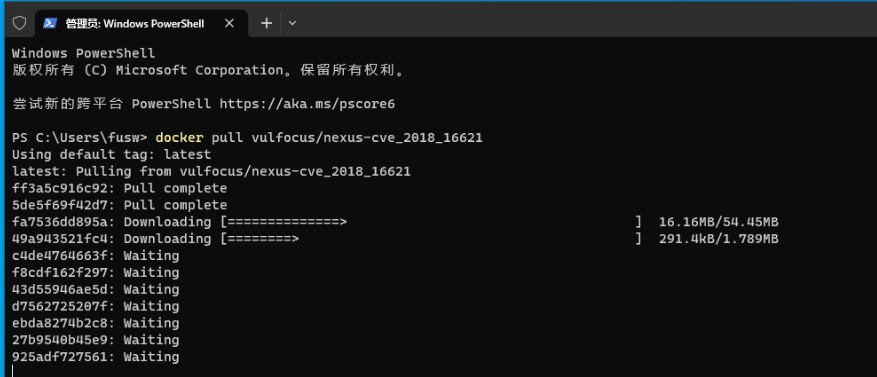 管理员: Windows PowerShell
Windows PowerShell
版权所有 (C) Microsoft Corporation。保留所有权利。
尝试新的跨平台 PowerShell https://aka.ms/pscore6
PS C:\Users\fusw> docker pull vulfocus/nexus-cve_2018_16621
Using default tag: latest
latest: Pulling from vulfocus/nexus-cve_2018_16621
ff3a5c916c92: Pull complete
5de5f69f42d7: Pull complete
fa7536dd895a: Downloading [==============>                                    ]  16.16MB/54.45MB
49a943521fc4: Downloading [========>                                          ]  291.4kB/1.789MB
c4de4764663f: Waiting
f8cdf162f297: Waiting
43d55946ae5d: Waiting
d7562725207f: Waiting
ebda8274b2c8: Waiting
27b9540b45e9: Waiting
925adf727561: Waiting